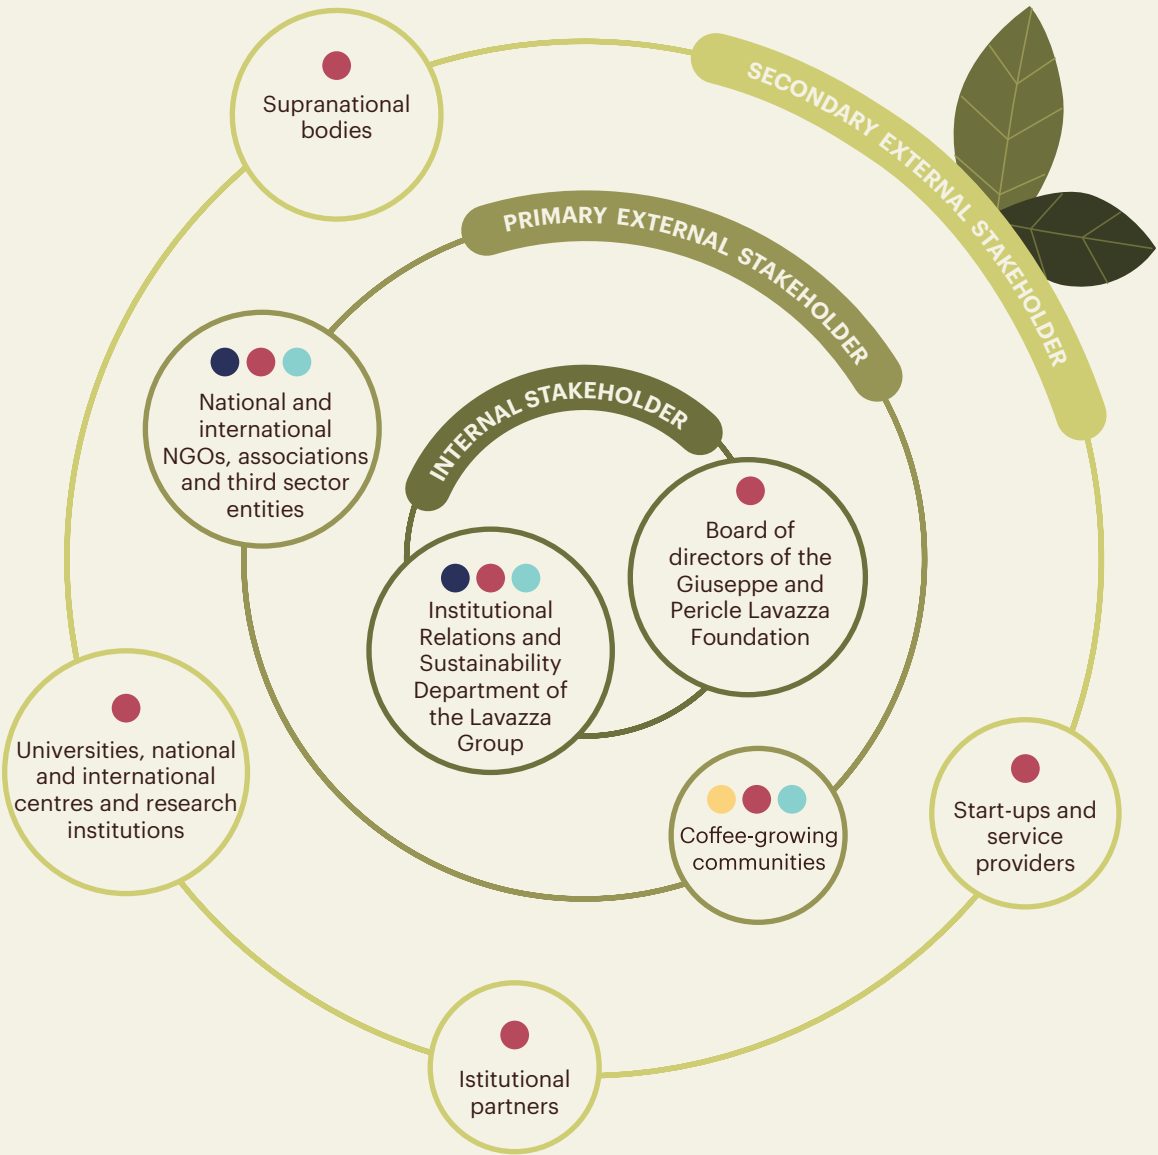 SECONDARY EXTERNAL STAKEHOLDER
Supranational
bodies
PRIMARY EXTERNAL STAKEHOLDER
National and
international
NGOs, associations
and third sector
entities
INTERNAL STAKEHOLDER
Board of
directors of the
Giuseppe and
Pericle Lavazza
Foundation
Institutional
Relations and
Sustainability
Department of
the Lavazza
Group
Universities, national
and international
centres and research
institutions
Coffee-growing
communities
Start-ups and
service
providers
Istitutional
partners